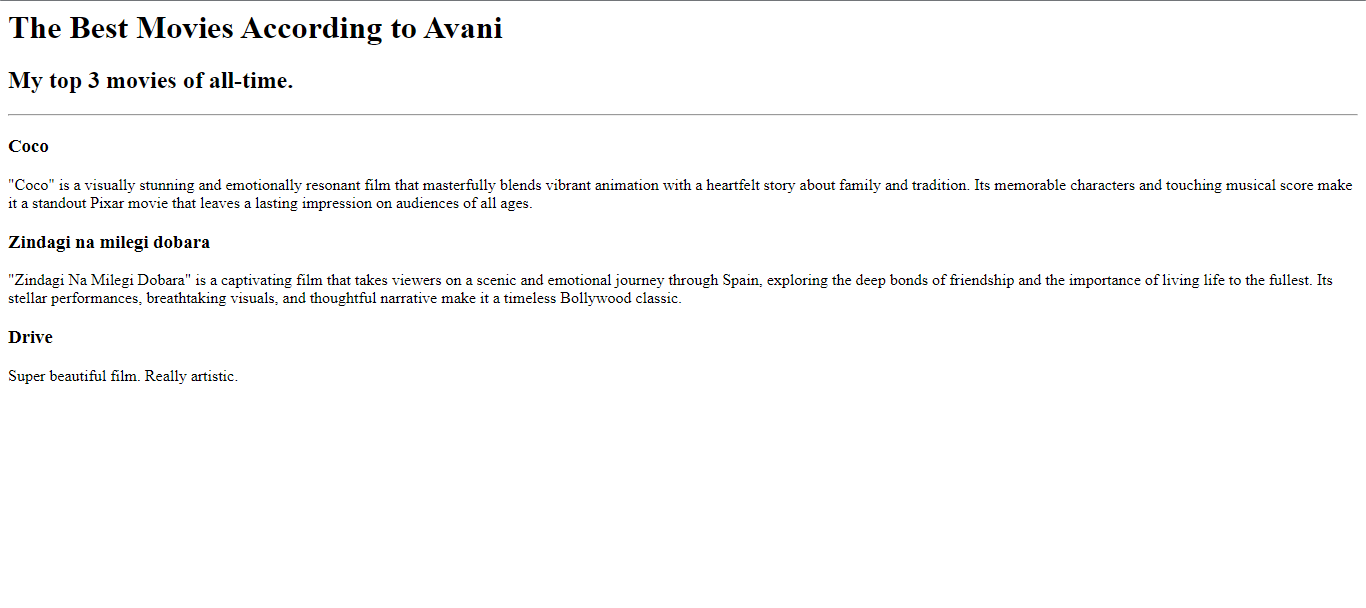 The Best Movies According to Avani
My top 3 movies of all-time.
Coco
"Coco" is a visually stunning and emotionally resonant film that masterfully blends vibrant animation with a heartfelt story about family and tradition. Its memorable characters and touching musical score make
it a standout Pixar movie that leaves a lasting impression on audiences of all ages.
Zindagi na milegi dobara
"Zindagi Na Milegi Dobara" is a captivating film that takes viewers on a scenic and emotional journey through Spain, exploring the deep bonds of friendship and the importance of living life to the fullest. Its
stellar performances, breathtaking visuals, and thoughtful narrative make it a timeless Bollywood classic.
Drive
Super beautiful film. Really artistic.